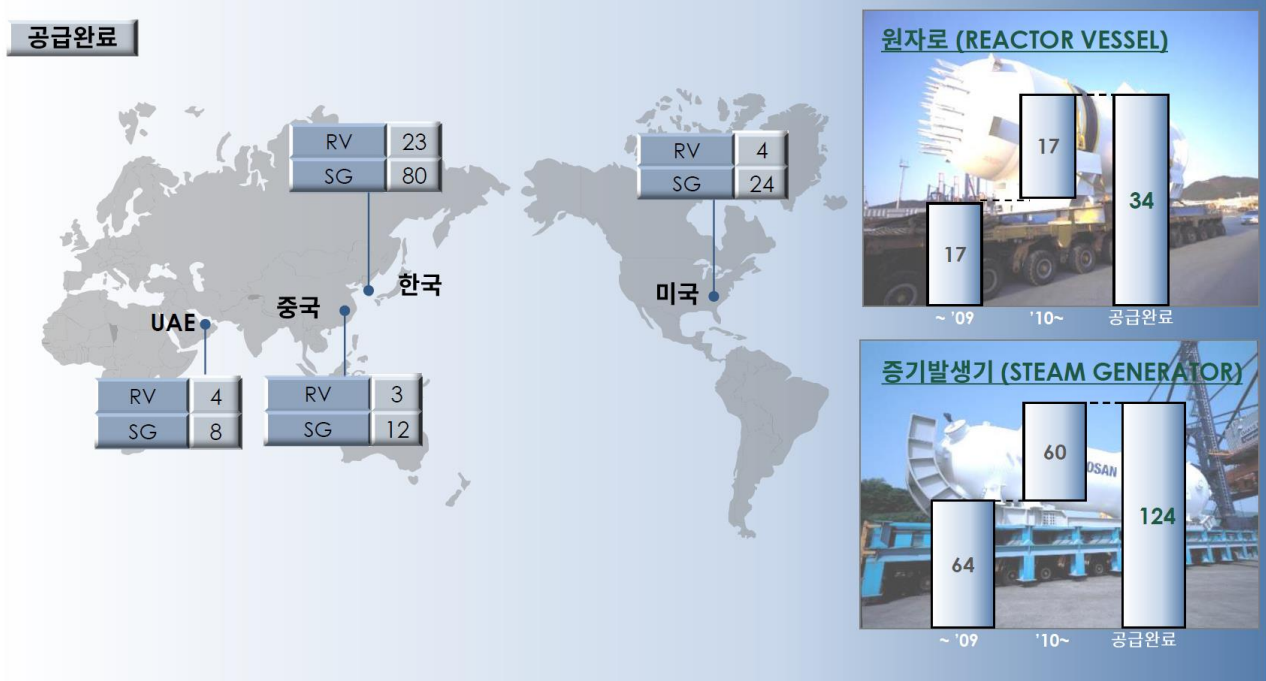 공급완료
RV 23
SG 80
RV 4
SG 24
한국
중국
UAE
미국
RV 4
SG 8
RV 3
SG 12
원자로 (REACTOR VESSEL)
17
17
34
~ '09
'10~
공급완료
증기발생기 (STEAM GENERATOR)
60
OSAN
124
64
~ '09
'10~
공급완료